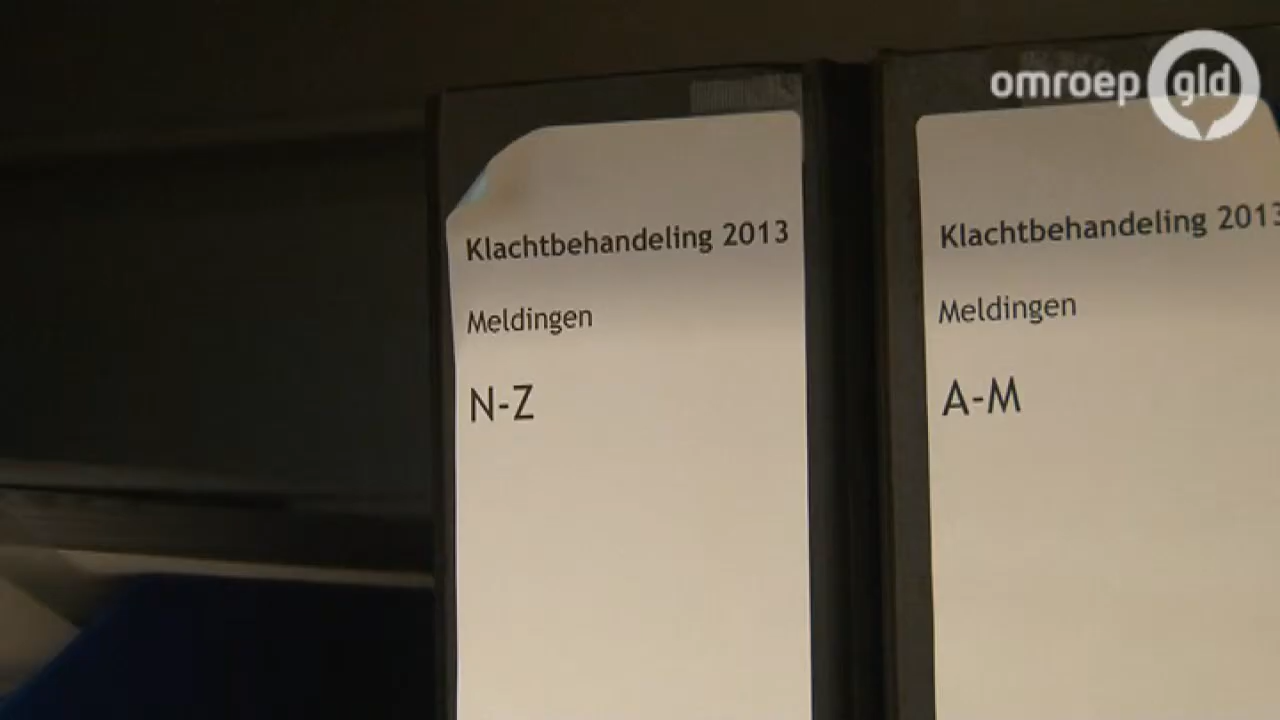 omroep gld
Klachtbehandeling 2013
Meldingen
N-Z
Klachtbehandeling 2013
Meldingen
A-M